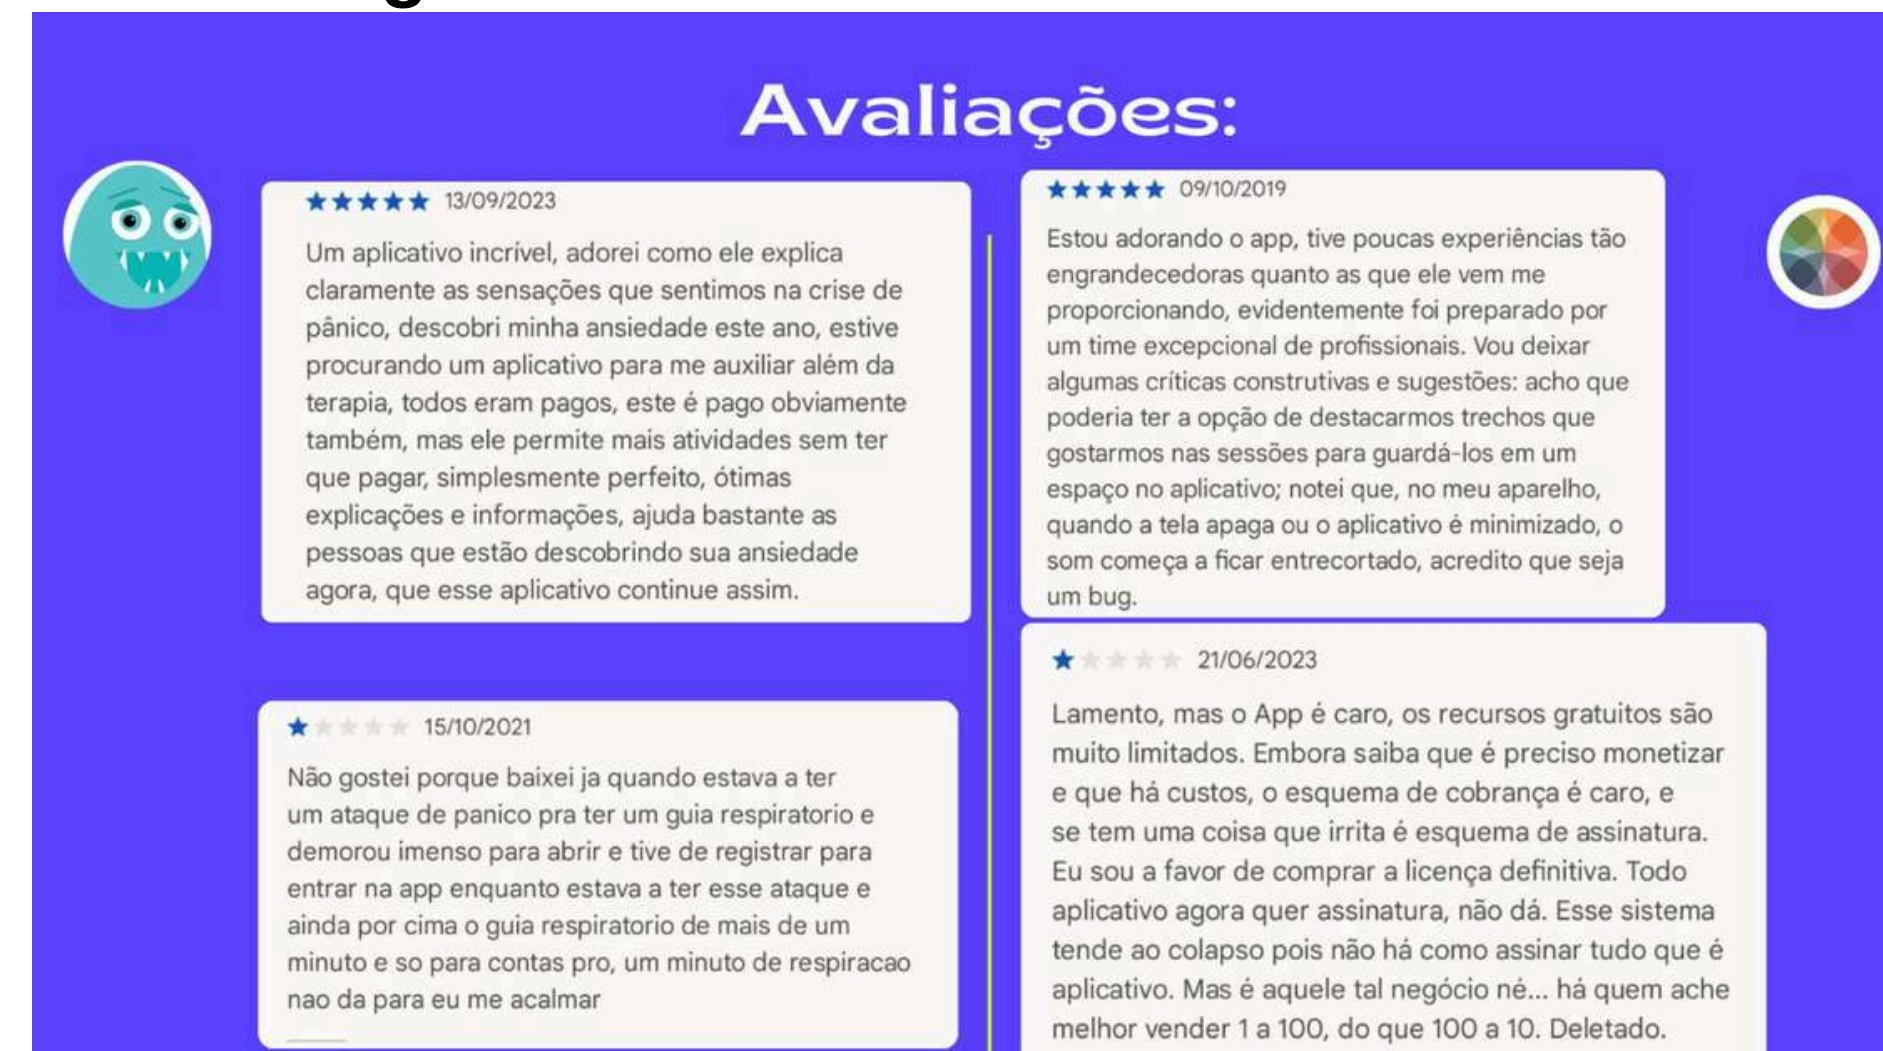 g
Avaliações:
13/09/2023
Um aplicativo incrível, adorei como ele explica
claramente as sensações que sentimos na crise de
pânico, descobri minha ansiedade este ano, estive
procurando um aplicativo para me auxiliar além da
terapia, todos eram pagos, este é pago obviamente
também, mas ele permite mais atividades sem ter
que pagar, simplesmente perfeito, ótimas
explicações e informações, ajuda bastante as
pessoas que estão descobrindo sua ansiedade
agora, que esse aplicativo continue assim.
15/10/2021
Não gostei porque baixei ja quando estava a ter
um ataque de panico pra ter um guia respiratorio e
demorou imenso para abrir e tive de registrar para
entrar na app enquanto estava a ter esse ataque e
ainda por cima o guia respiratorio de mais de um
minuto e so para contas pro, um minuto de respiracao
nao da para eu me acalmar
09/10/2019
Estou adorando o app, tive poucas experiências tão
engrandecedoras quanto as que ele vem me
proporcionando, evidentemente foi preparado por
um time excepcional de profissionais. Vou deixar
algumas críticas construtivas e sugestões: acho que
poderia ter a opção de destacarmos trechos que
gostarmos nas sessões para guardá-los em um
espaço no aplicativo; notei que, no meu aparelho,
quando a tela apaga ou o aplicativo é minimizado, o
som começa a ficar entrecortado, acredito que seja
um bug.
21/06/2023
Lamento, mas o App é caro, os recursos gratuitos são
muito limitados. Embora saiba que é preciso monetizar
e que há custos, o esquema de cobrança é caro, e
se tem uma coisa que irrita é esquema de assinatura.
Eu sou a favor de comprar a licença definitiva. Todo
aplicativo agora quer assinatura, não dá. Esse sistema
tende ao colapso pois não há como assinar tudo que é
aplicativo. Mas é aquele tal negócio né... há quem ache
melhor vender 1 a 100, do que 100 a 10. Deletado.